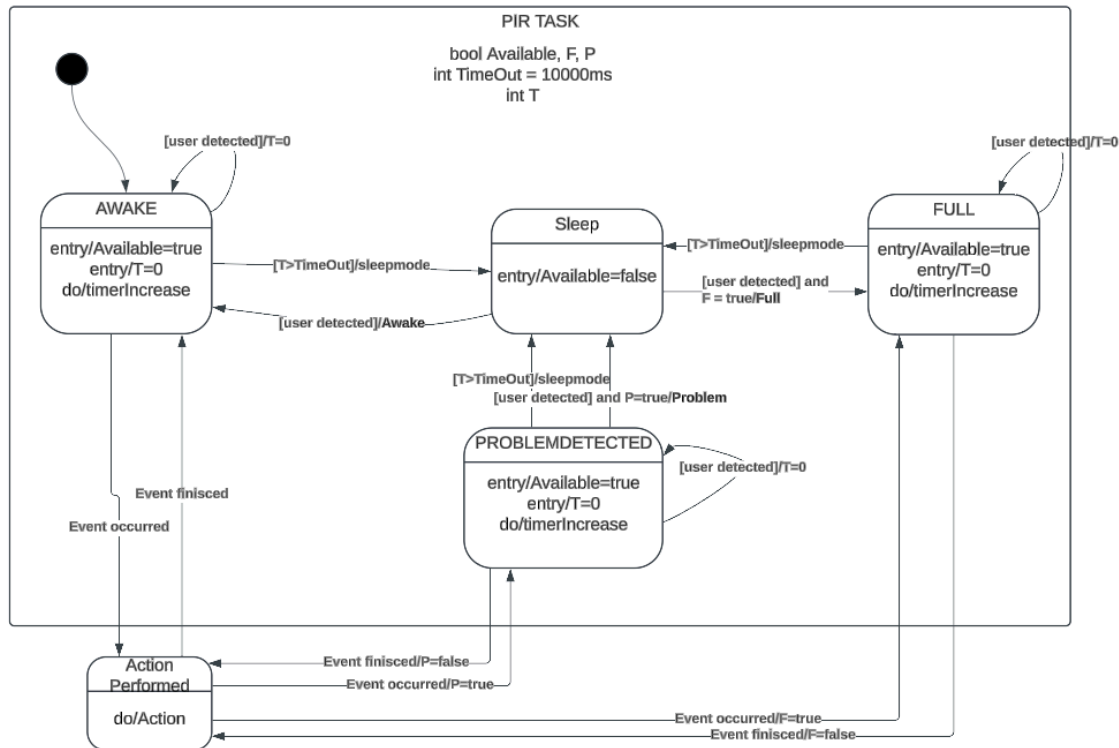 PIR TASK
bool Available, F, P
int TimeOut = 10000ms
int T
[user detected]/T=0
[user detected]/T=0
AWAKE
entry/Available=true
entry/T=0
do/timerIncrease
[T>TimeOut]/sleepmode
[user detected]/Awake
Sleep
entry/Available=false
[T>TimeOut]/sleepmode
[user detected] and
F = true/Full
FULL
entry/Available=true
entry/T=0
do/timerIncrease
[T>TimeOut]/sleepmode
[user detected] and P=true/Problem
PROBLEMDETECTED
entry/Available=true
entry/T=0
do/timerIncrease
[user detected]/T=0
Event finisced
Event occurred
Action
Performed
do/Action
Event finisced/P=false
Event occurred/P=true
Event occurred/F=true
Event finisced/F=false